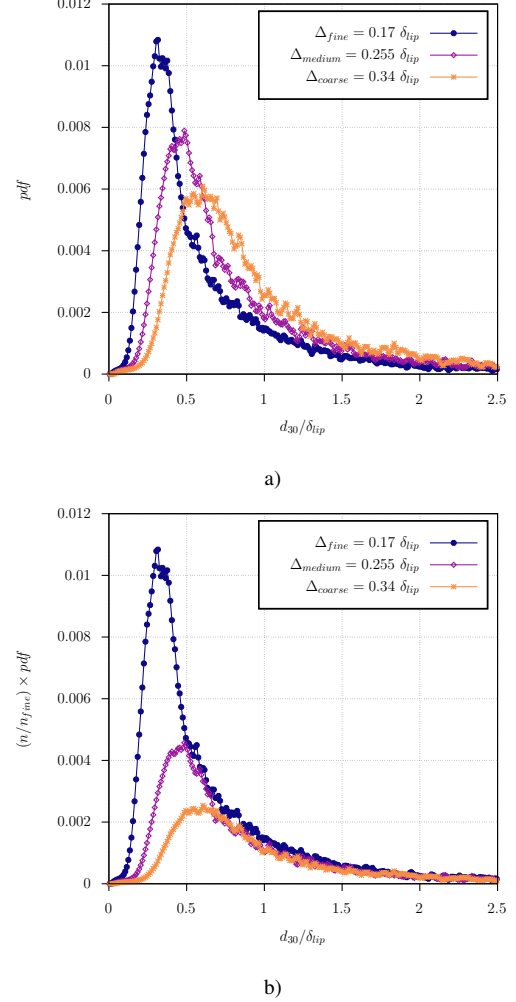 0.012
0.01
0.008
0.006
0.004
0.002
0
pdf
Δ_fine = 0.17 δ_lip
Δ_medium = 0.255 δ_lip
Δ_coarse = 0.34 δ_lip
0 0.5 1 1.5 2 2.5
d_30/δ_lip
a)
0.012
0.01
0.008
0.006
0.004
0.002
0
(n/n_fine) × pdf
Δ_fine = 0.17 δ_lip
Δ_medium = 0.255 δ_lip
Δ_coarse = 0.34 δ_lip
0 0.5 1 1.5 2 2.5
d_30/δ_lip
b)